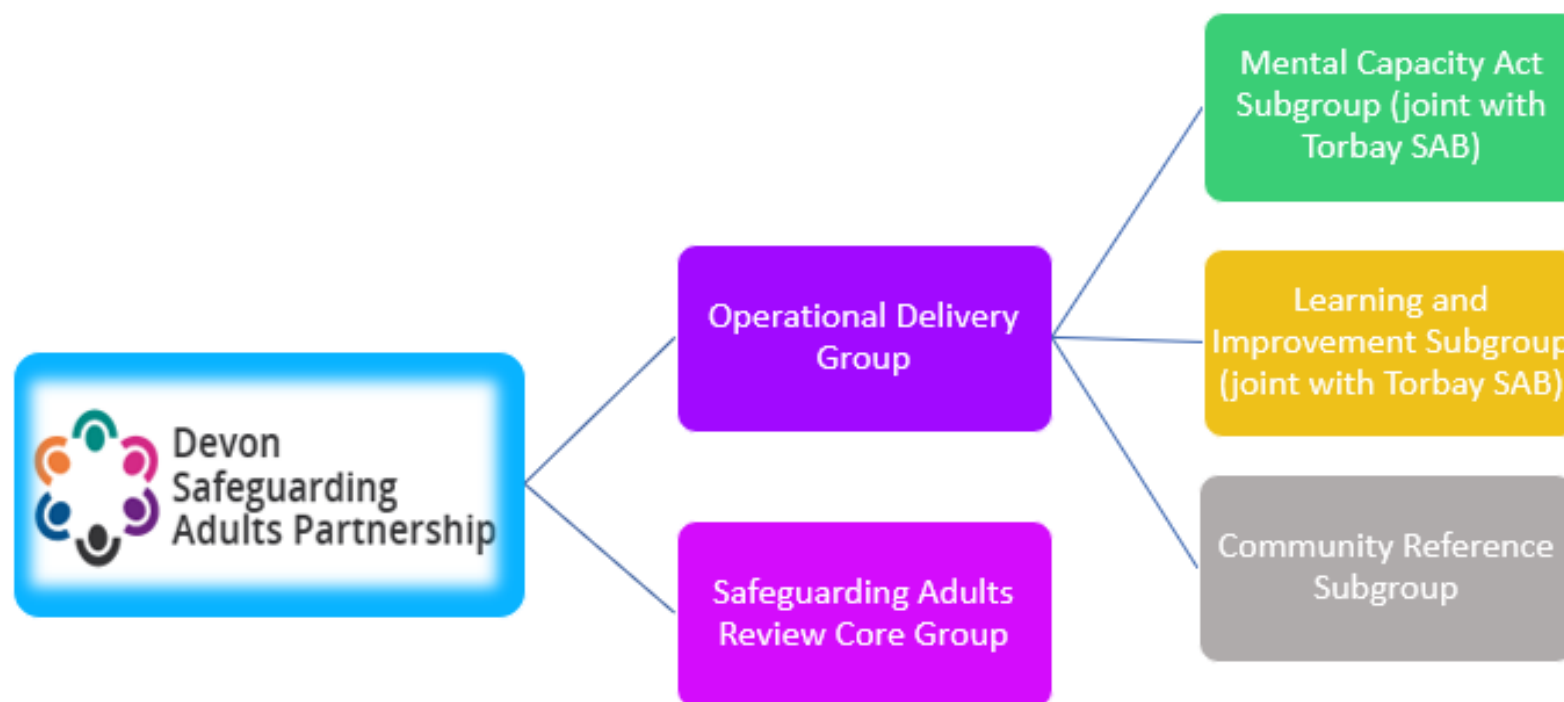 Devon
Safeguarding
Adults Partnership
Operational Delivery
Group
Safeguarding Adults
Review Core Group
Mental Capacity Act
Subgroup (joint with
Torbay SAB)
Learning and
Improvement Subgroup
(joint with Torbay SAB)
Community Reference
Subgroup